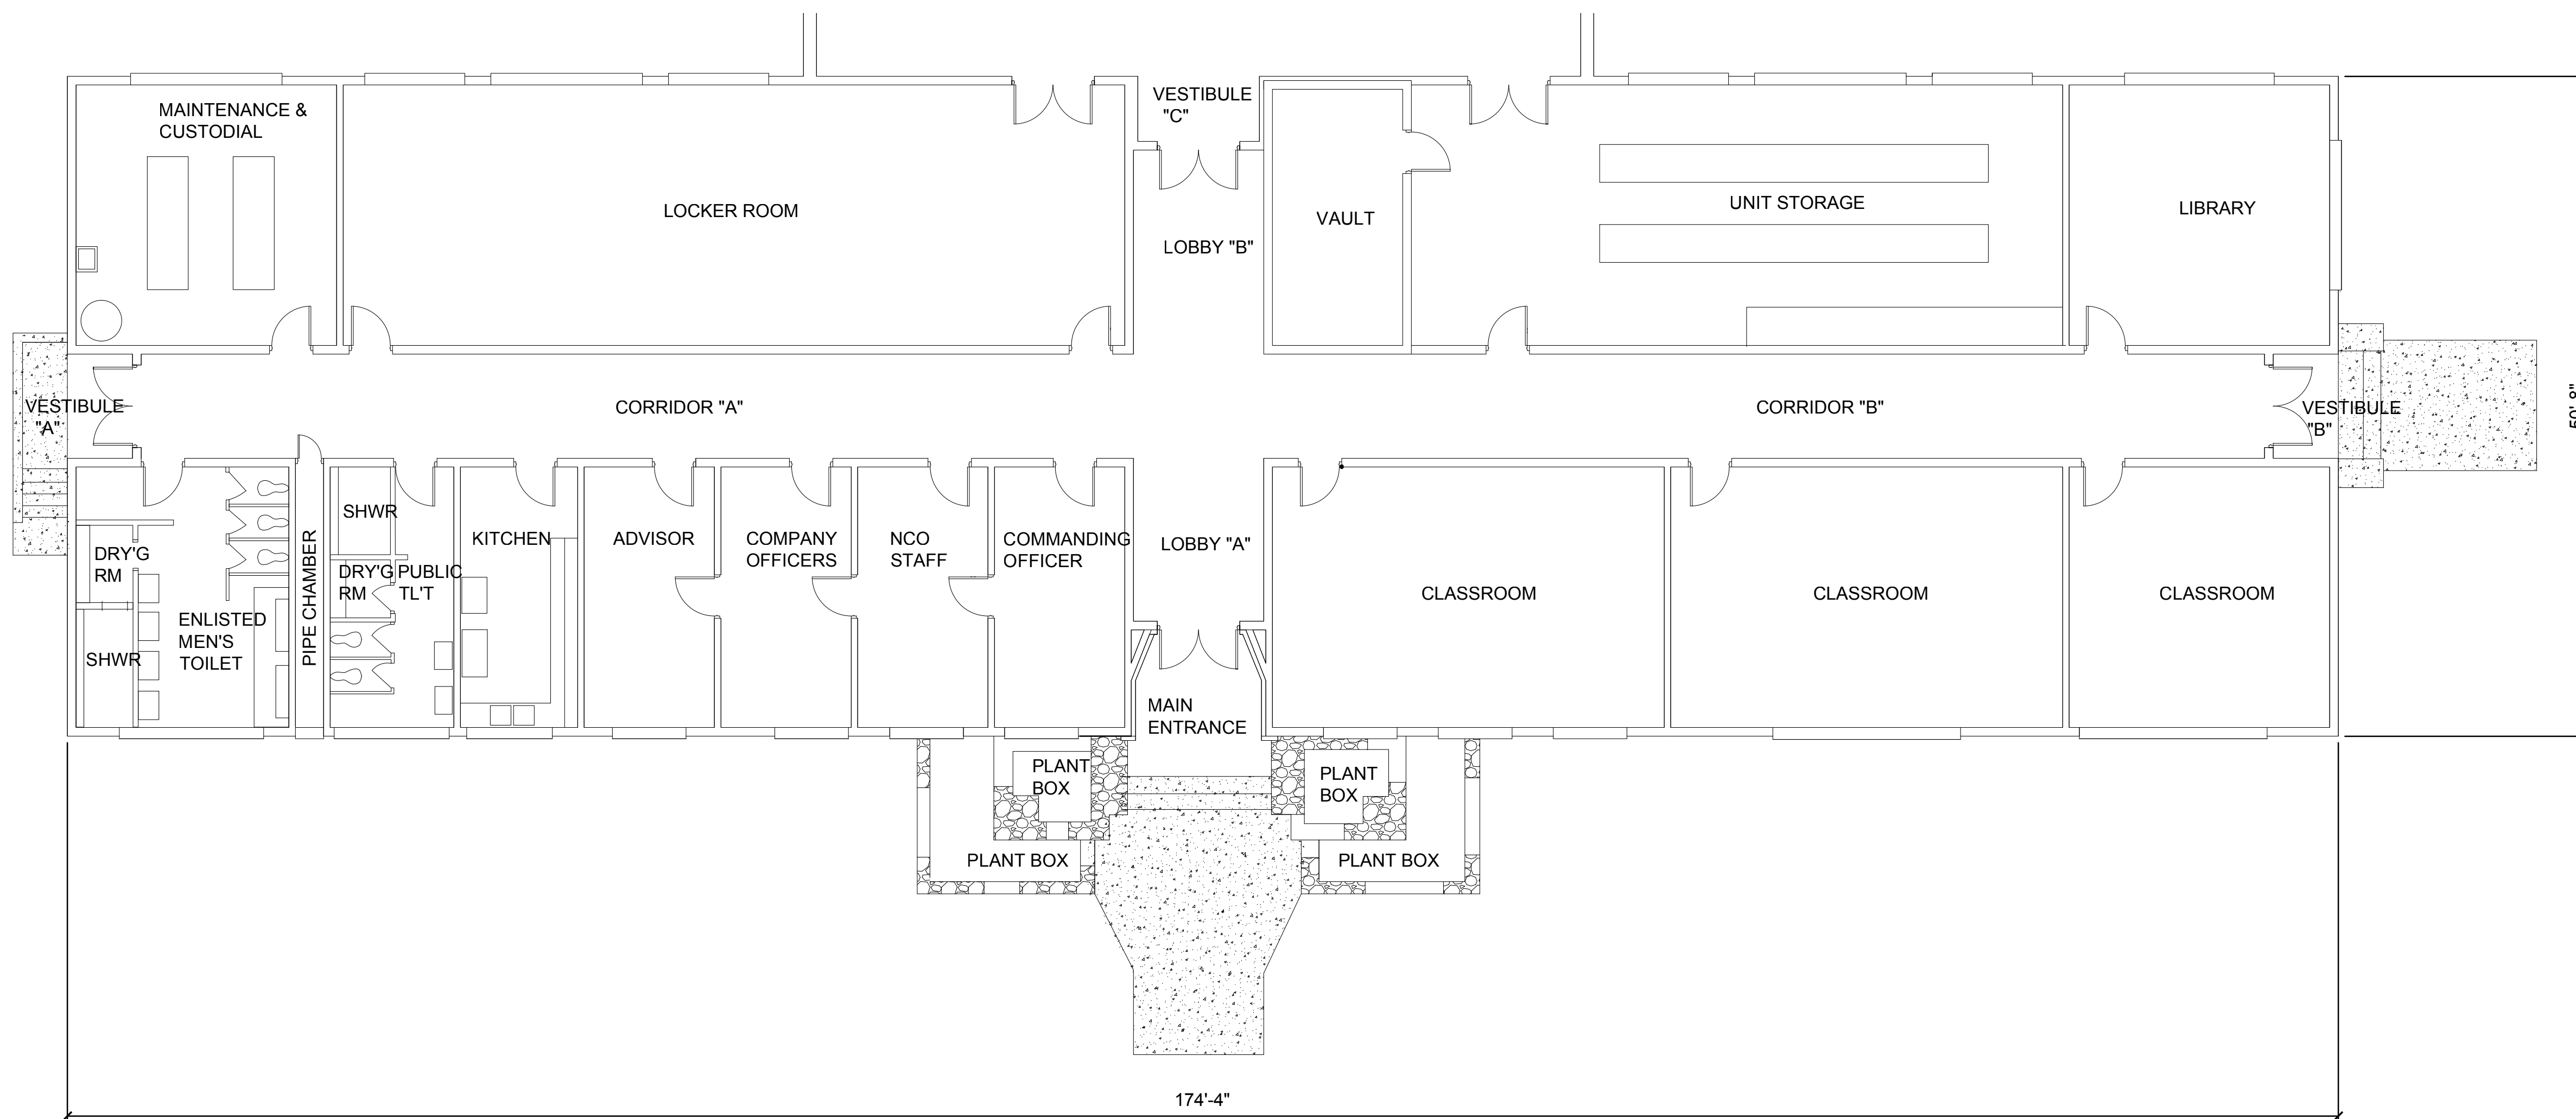 MAINTENANCE &
CUSTODIAL
LOCKER ROOM
VESTIBULE
"C"
LOBBY "B"
VAULT
UNIT STORAGE
LIBRARY
VESTIBULE
"A"
CORRIDOR "A"
CORRIDOR "B"
VESTIBULE
"B"
50'-8"
DRY'G
RM
SHWR
ENLISTED
MEN'S
TOILET
PIPE CHAMBER
SHWR
DRY'G
RM
PUBLIC
TL'T
KITCHEN
ADVISOR
COMPANY
OFFICERS
NCO
STAFF
COMMANDING
OFFICER
LOBBY "A"
CLASSROOM
CLASSROOM
CLASSROOM
MAIN
ENTRANCE
PLANT
BOX
PLANT
BOX
PLANT BOX
PLANT BOX
174'-4"